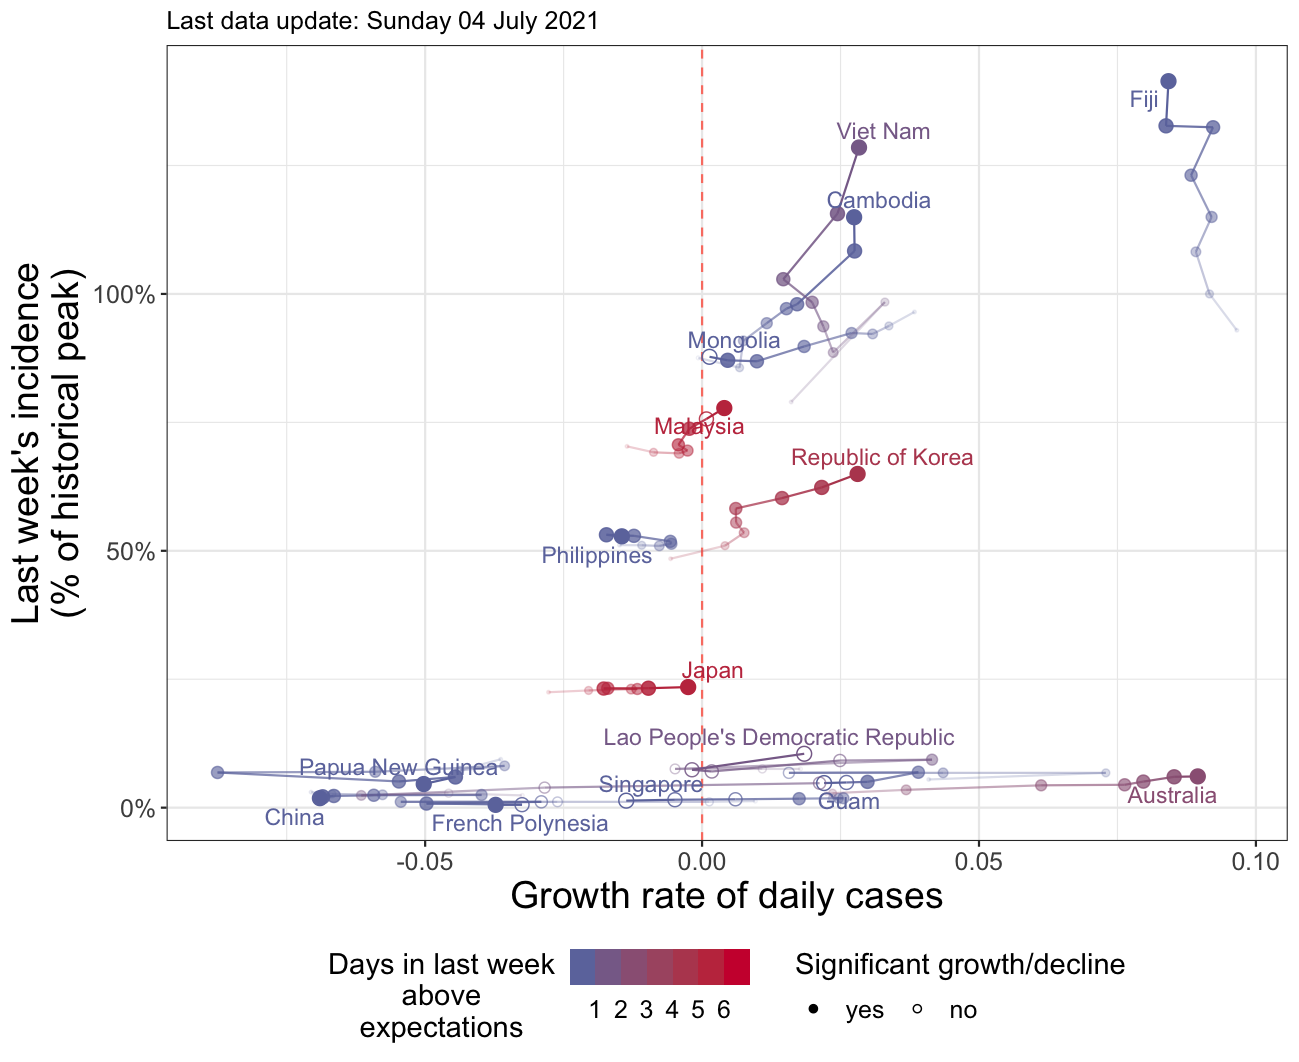 Last data update: Sunday 04 July 2021
Last week's incidence
(% of historical peak)
100%
50%
0%
Fiji
Viet Nam
Cambodia
Mongolia
Malaysia
Republic of Korea
Philippines
Japan
Lao People's Democratic Republic
Papua New Guinea
Singapore
Guam
Australia
China
French Polynesia
-0.05
0.00
0.05
0.10
Growth rate of daily cases
Days in last week
above
expectations
1 2 3 4 5 6
Significant growth/decline
yes
no